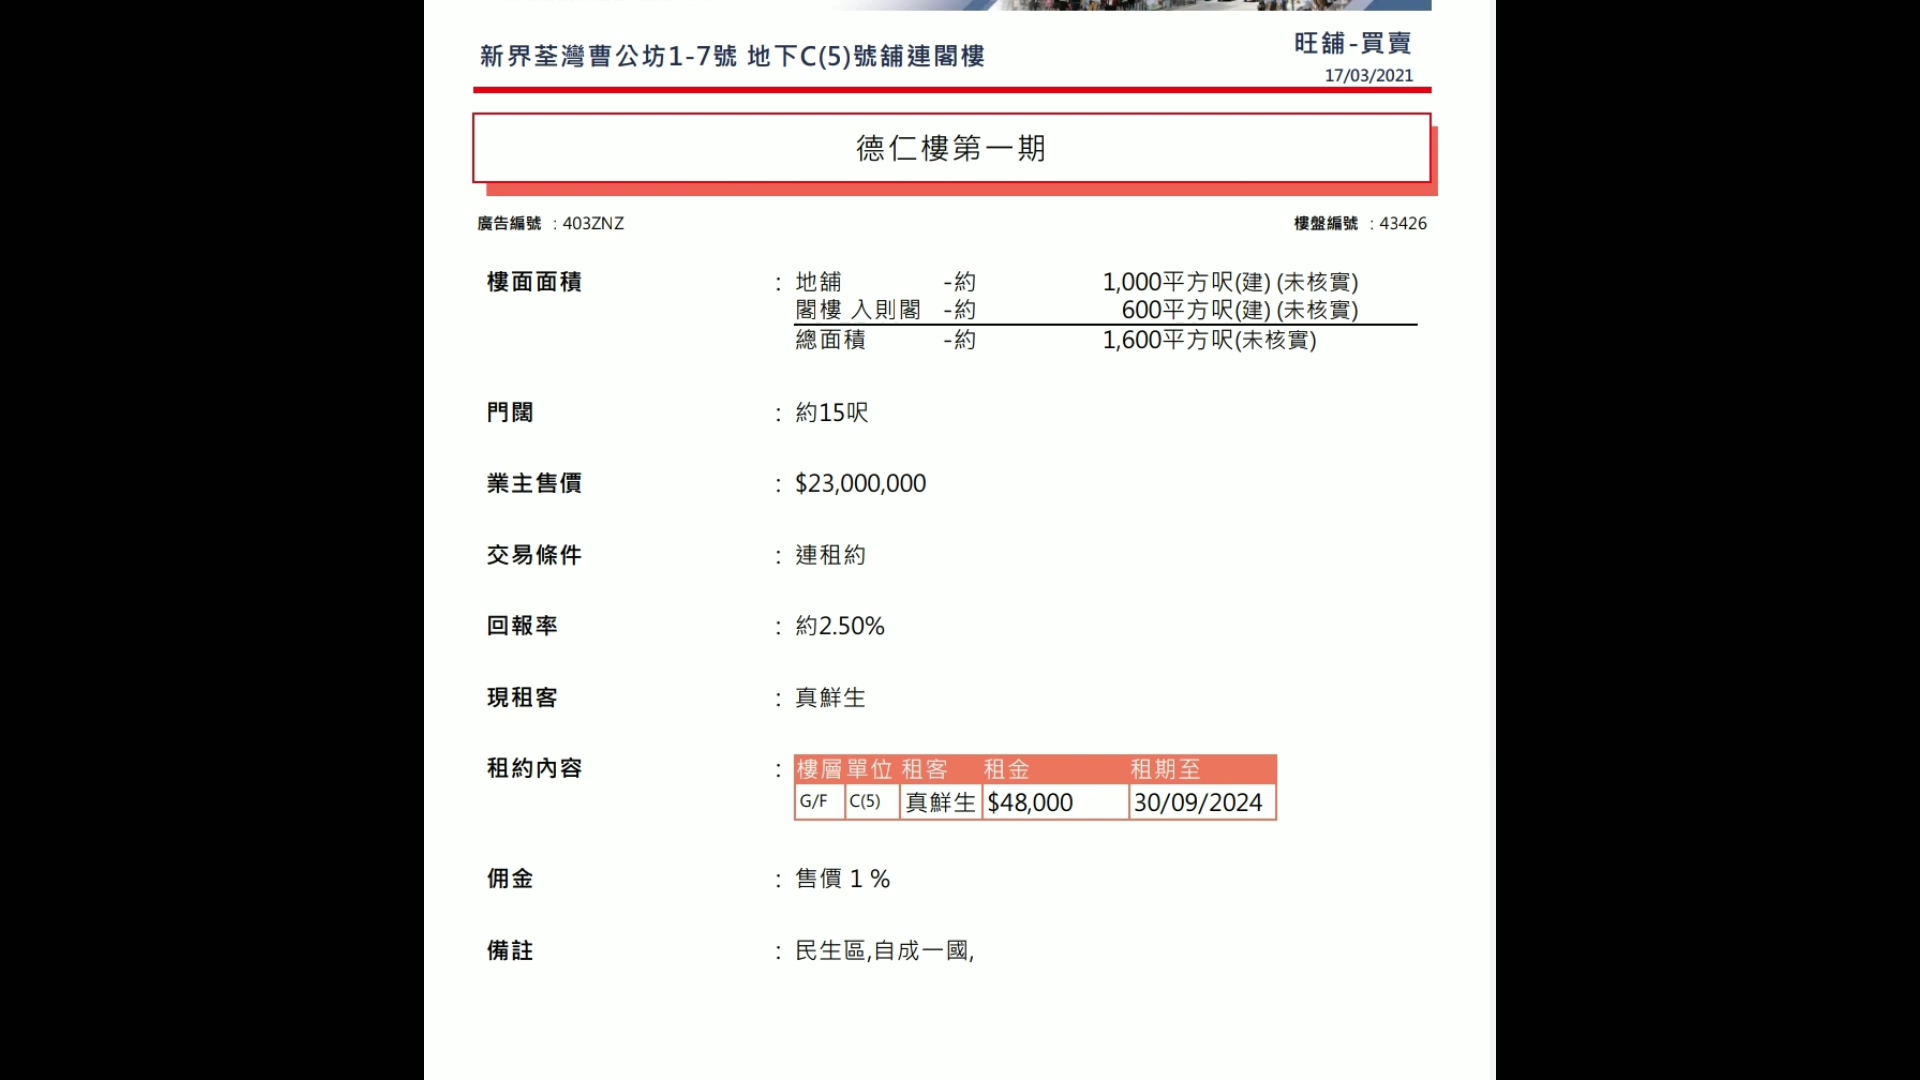 新界荃灣曹公坊1-7號 地下C(5)號舖連閣樓
旺舖-買賣
17/03/2021
德仁樓第一期
廣告編號 : 403ZNZ
樓盤編號 : 43426
樓面面積 : 地舖 -約 1,000平方呎(建) (未核實)
閣樓 入則閣 -約 600平方呎(建) (未核實)
總面積 -約 1,600平方呎(未核實)
門闊 : 約15呎
業主售價 : $23,000,000
交易條件 : 連租約
回報率 : 約2.50%
現租客 : 真鮮生
租約內容 : 樓層 單位 租客 租金 租期至
G/F C(5) 真鮮生 $48,000 30/09/2024
佣金 : 售價 1 %
備註 : 民生區,自成一國,